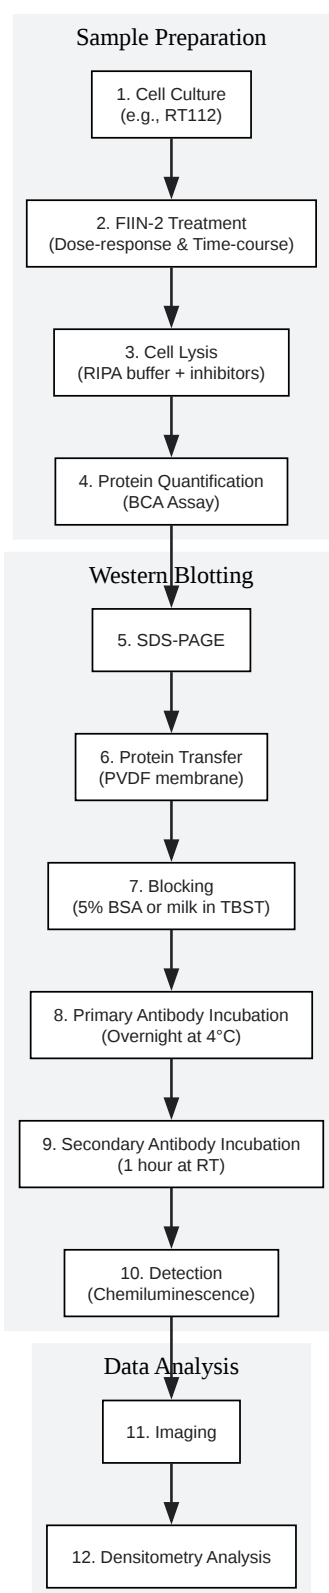 Sample Preparation
1. Cell Culture
(e.g., RT112)
2. FIIN-2 Treatment
(Dose-response & Time-course)
3. Cell Lysis
(RIPA buffer + inhibitors)
4. Protein Quantification
(BCA Assay)
Western Blotting
5. SDS-PAGE
6. Protein Transfer
(PVDF membrane)
7. Blocking
(5% BSA or milk in TBST)
8. Primary Antibody Incubation
(Overnight at 4°C)
9. Secondary Antibody Incubation
(1 hour at RT)
10. Detection
(Chemiluminescence)
Data Analysis
11. Imaging
12. Densitometry Analysis